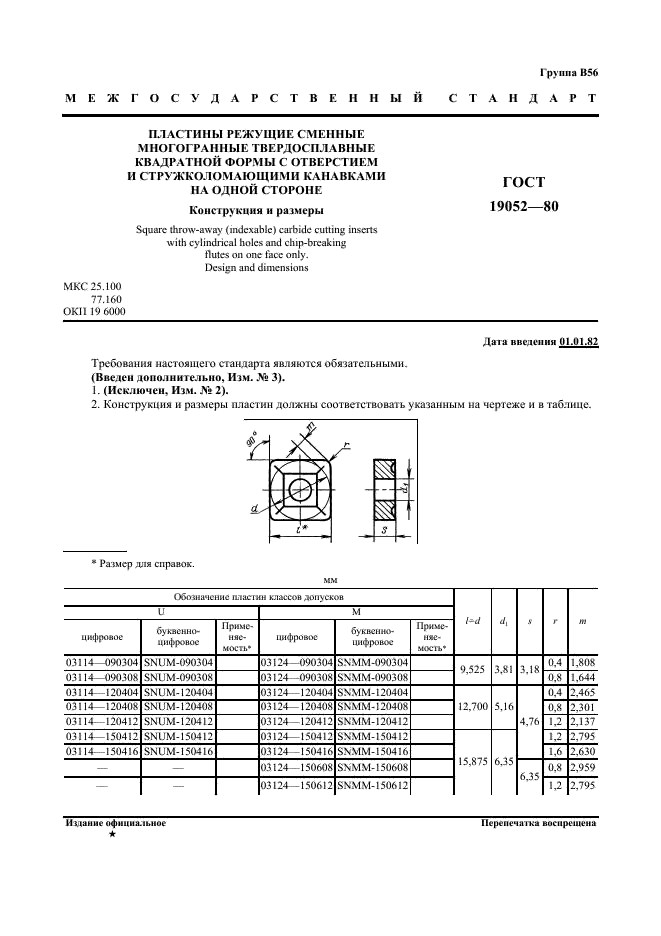 Группа В56
МЕЖГОСУДАРСТВЕННЫЙ СТАНДАРТ
ПЛАСТИНЫ РЕЖУЩИЕ СМЕННЫЕ
МНОГОГРАННЫЕ ТВЕРДОСПЛАВНЫЕ
КВАДРАТНОЙ ФОРМЫ С ОТВЕРСТИЕМ
И СТРУЖКОЛОМАЮЩИМИ КАНАВКАМИ
НА ОДНОЙ СТОРОНЕ
Конструкция и размеры
Square throw-away (indexable) carbide cutting inserts
with cylindrical holes and chip-breaking
flutes on one face only.
Design and dimensions
ГОСТ
19052—80
МКС 25.100
77.160
ОКП 19 6000
Дата введения 01.01.82
Требования настоящего стандарта являются обязательными.
(Введен дополнительно, Изм. № 3).
1. (Исключен, Изм. № 2).
2. Конструкция и размеры пластин должны соответствовать указанным на чертеже и в таблице.
90° m r
d d₁
l* s
* Размер для справок.
мм
Обозначение пластин классов допусков
U M
цифровое буквенно-цифровое Приме-няе-мость* цифровое буквенно-цифровое Приме-няе-мость* l=d d₁ s r m
03114—090304 SNUM-090304 03124—090304 SNMM-090304 9,525 3,81 3,18 0,4 1,808
03114—090308 SNUM-090308 03124—090308 SNMM-090308 0,8 1,644
03114—120404 SNUM-120404 03124—120404 SNMM-120404 12,700 5,16 4,76 0,4 2,465
03114—120408 SNUM-120408 03124—120408 SNMM-120408 0,8 2,301
03114—120412 SNUM-120412 03124—120412 SNMM-120412 1,2 2,137
03114—150412 SNUM-150412 03124—150412 SNMM-150412 15,875 6,35 1,2 2,795
03114—150416 SNUM-150416 03124—150416 SNMM-150416 1,6 2,630
— — 03124—150608 SNMM-150608 6,35 0,8 2,959
— — 03124—150612 SNMM-150612 1,2 2,795
Издание официальное
Перепечатка воспрещена
★